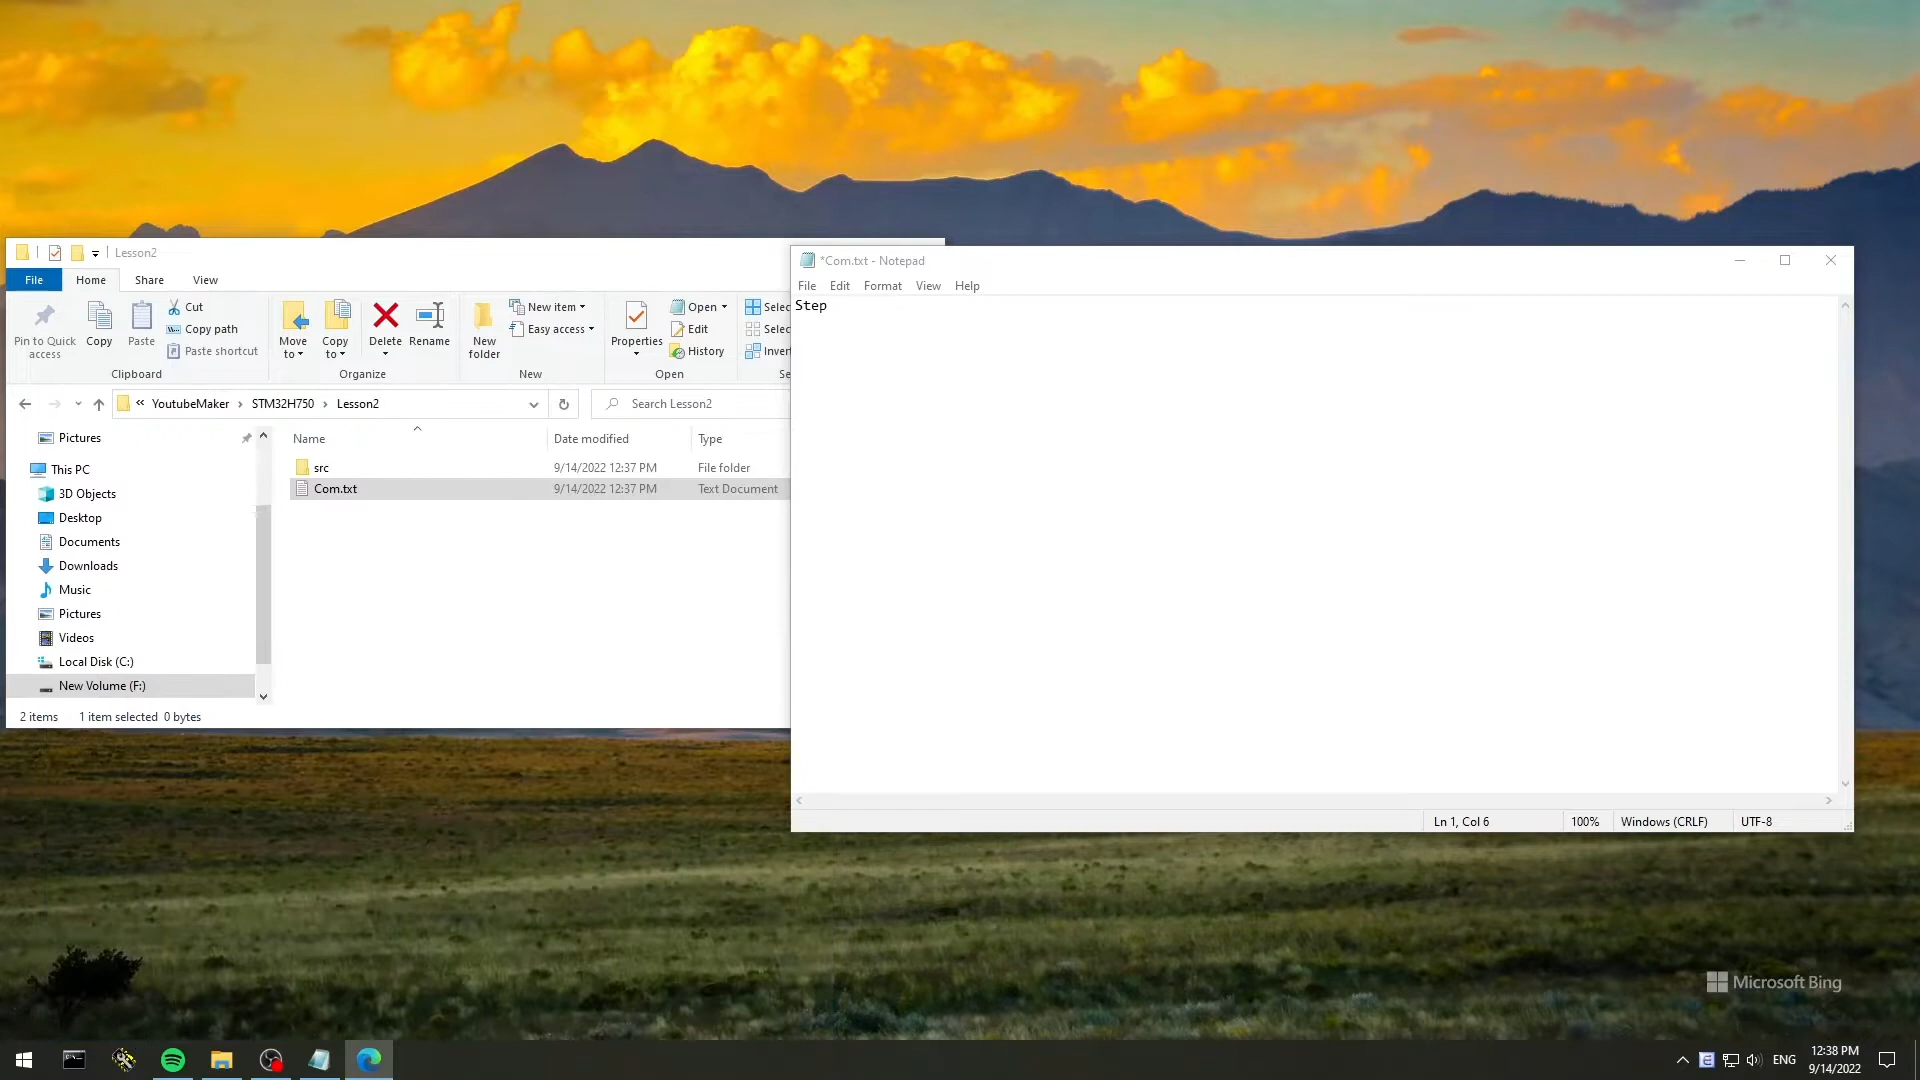 Lesson2
File Home Share View
Pin to Quick access
Copy
Paste
Cut
Copy path
Paste shortcut
Clipboard
Move to
Copy to
Delete
Rename
Organize
New folder
New item
Easy access
New
Properties
Open
Edit
History
Open
Selec
Selec
Invert
Se
« YoutubeMaker › STM32H750 › Lesson2
Search Lesson2
Pictures
This PC
3D Objects
Desktop
Documents
Downloads
Music
Pictures
Videos
Local Disk (C:)
New Volume (F:)
Name Date modified Type
src 9/14/2022 12:37 PM File folder
Com.txt 9/14/2022 12:37 PM Text Document
2 items 1 item selected 0 bytes
*Com.txt - Notepad
File Edit Format View Help
Step
Ln 1, Col 6 100% Windows (CRLF) UTF-8
Microsoft Bing
ENG
12:38 PM
9/14/2022